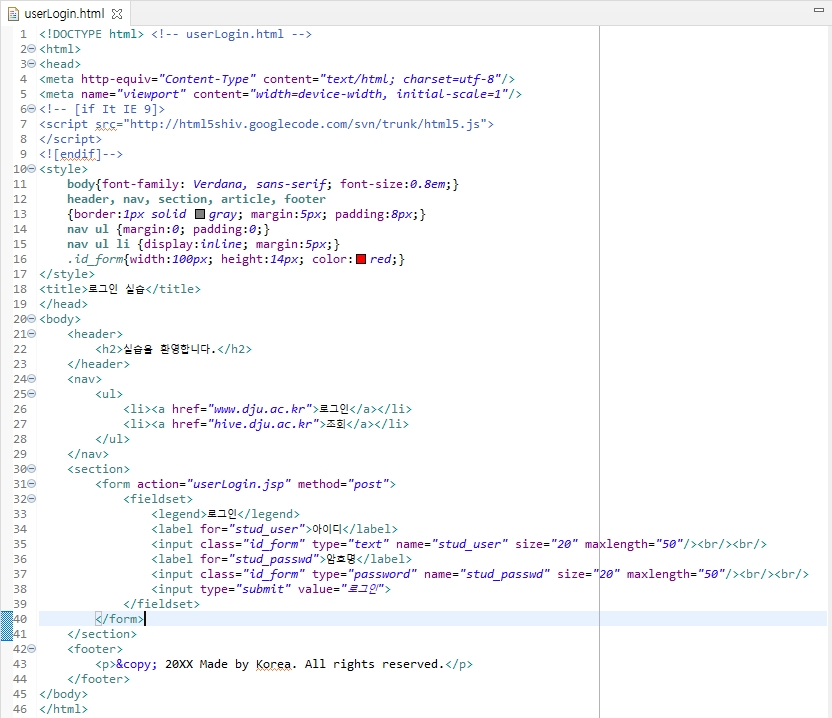 userLogin.html
1 <!DOCTYPE html> <!-- userLogin.html -->
2 <html>
3 <head>
4 <meta http-equiv="Content-Type" content="text/html; charset=utf-8"/>
5 <meta name="viewport" content="width=device-width, initial-scale=1"/>
6 <!-- [if It IE 9]>
7 <script src="http://html5shiv.googlecode.com/svn/trunk/html5.js">
8 </script>
9 <![endif]-->
10 <style>
11     body{font-family: Verdana, sans-serif; font-size:0.8em;}
12     header, nav, section, article, footer
13     {border:1px solid gray; margin:5px; padding:8px;}
14     nav ul {margin:0; padding:0;}
15     nav ul li {display:inline; margin:5px;}
16     .id_form{width:100px; height:14px; color:red;}
17 </style>
18 <title>로그인 실습</title>
19 </head>
20 <body>
21     <header>
22         <h2>실습을 환영합니다.</h2>
23     </header>
24     <nav>
25         <ul>
26             <li><a href="www.dju.ac.kr">로그인</a></li>
27             <li><a href="hive.dju.ac.kr">조회</a></li>
28         </ul>
29     </nav>
30     <section>
31         <form action="userLogin.jsp" method="post">
32             <fieldset>
33                 <legend>로그인</legend>
34                 <label for="stud_user">아이디</label>
35                 <input class="id_form" type="text" name="stud_user" size="20" maxlength="50"/><br/><br/>
36                 <label for="stud_passwd">암호명</label>
37                 <input class="id_form" type="password" name="stud_passwd" size="20" maxlength="50"/><br/><br/>
38                 <input type="submit" value="로그인">
39             </fieldset>
40         </form>
41     </section>
42     <footer>
43         <p>&copy; 20XX Made by Korea. All rights reserved.</p>
44     </footer>
45 </body>
46 </html>